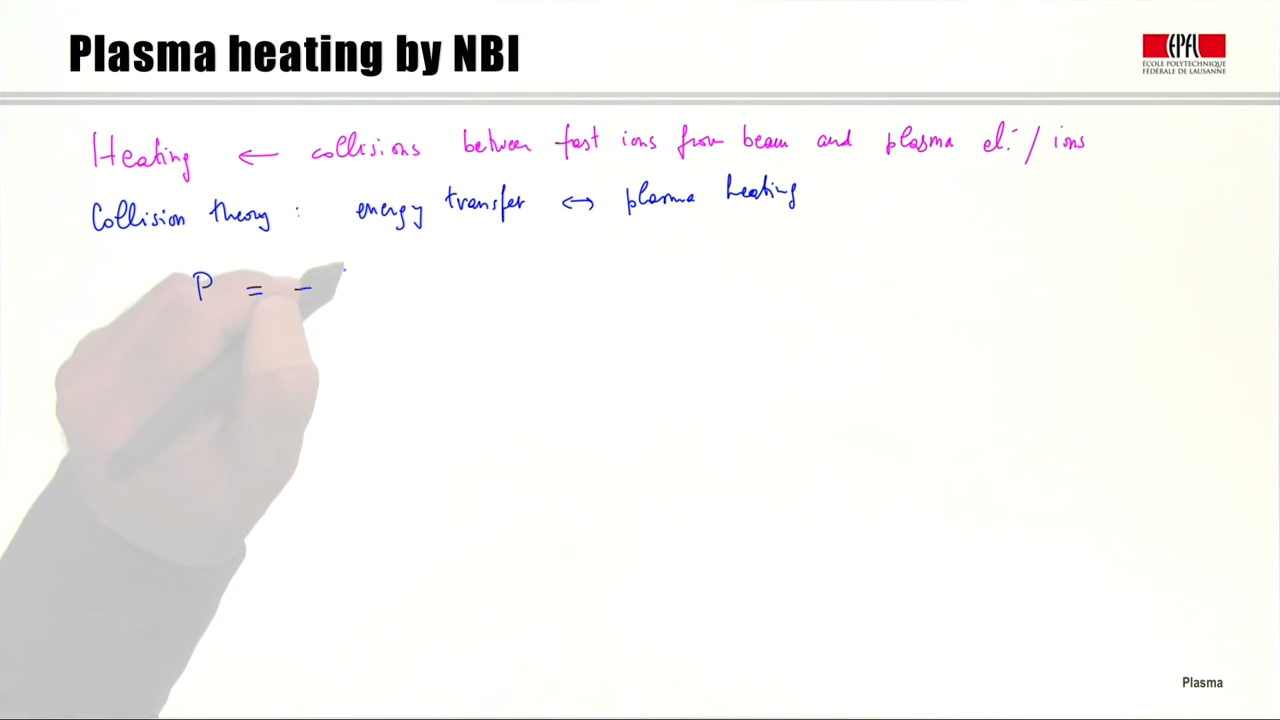 Plasma heating by NBI
EPFL
ÉCOLE POLYTECHNIQUE
FÉDÉRALE DE LAUSANNE
Heating ← collisions between fast ions from beam and plasma el. / ions
Collision theory : energy transfer ↔ plasma heating
P = -
Plasma